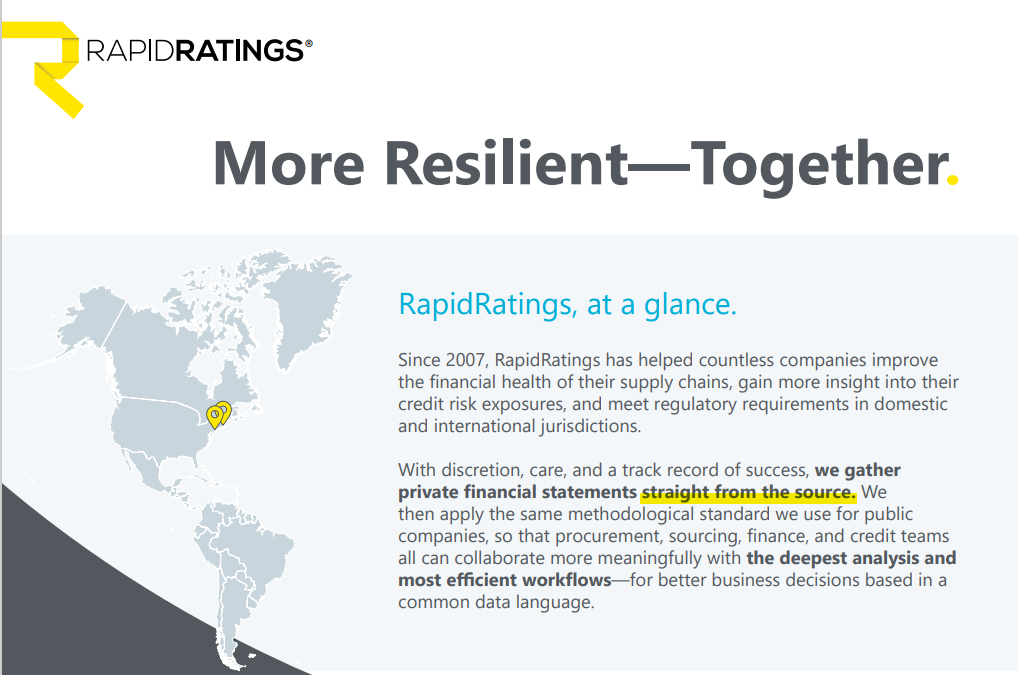 RAPIDRATINGS®
More Resilient—Together.
RapidRatings, at a glance.
Since 2007, RapidRatings has helped countless companies improve
the financial health of their supply chains, gain more insight into their
credit risk exposures, and meet regulatory requirements in domestic
and international jurisdictions.
With discretion, care, and a track record of success, we gather
private financial statements straight from the source. We
then apply the same methodological standard we use for public
companies, so that procurement, sourcing, finance, and credit teams
all can collaborate more meaningfully with the deepest analysis and
most efficient workflows—for better business decisions based in a
common data language.